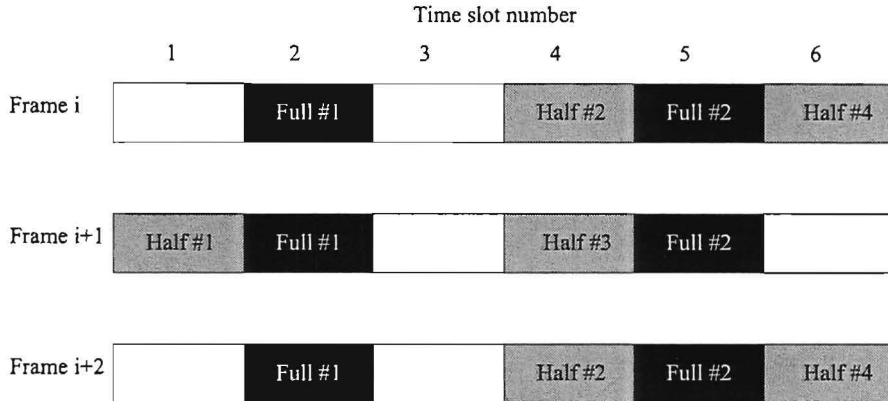 Time slot number
1 2 3 4 5 6
Frame i Full #1 Half #2 Full #2 Half #4
Frame i+1 Half #1 Full #1 Half #3 Full #2
Frame i+2 Full #1 Half #2 Full #2 Half #4